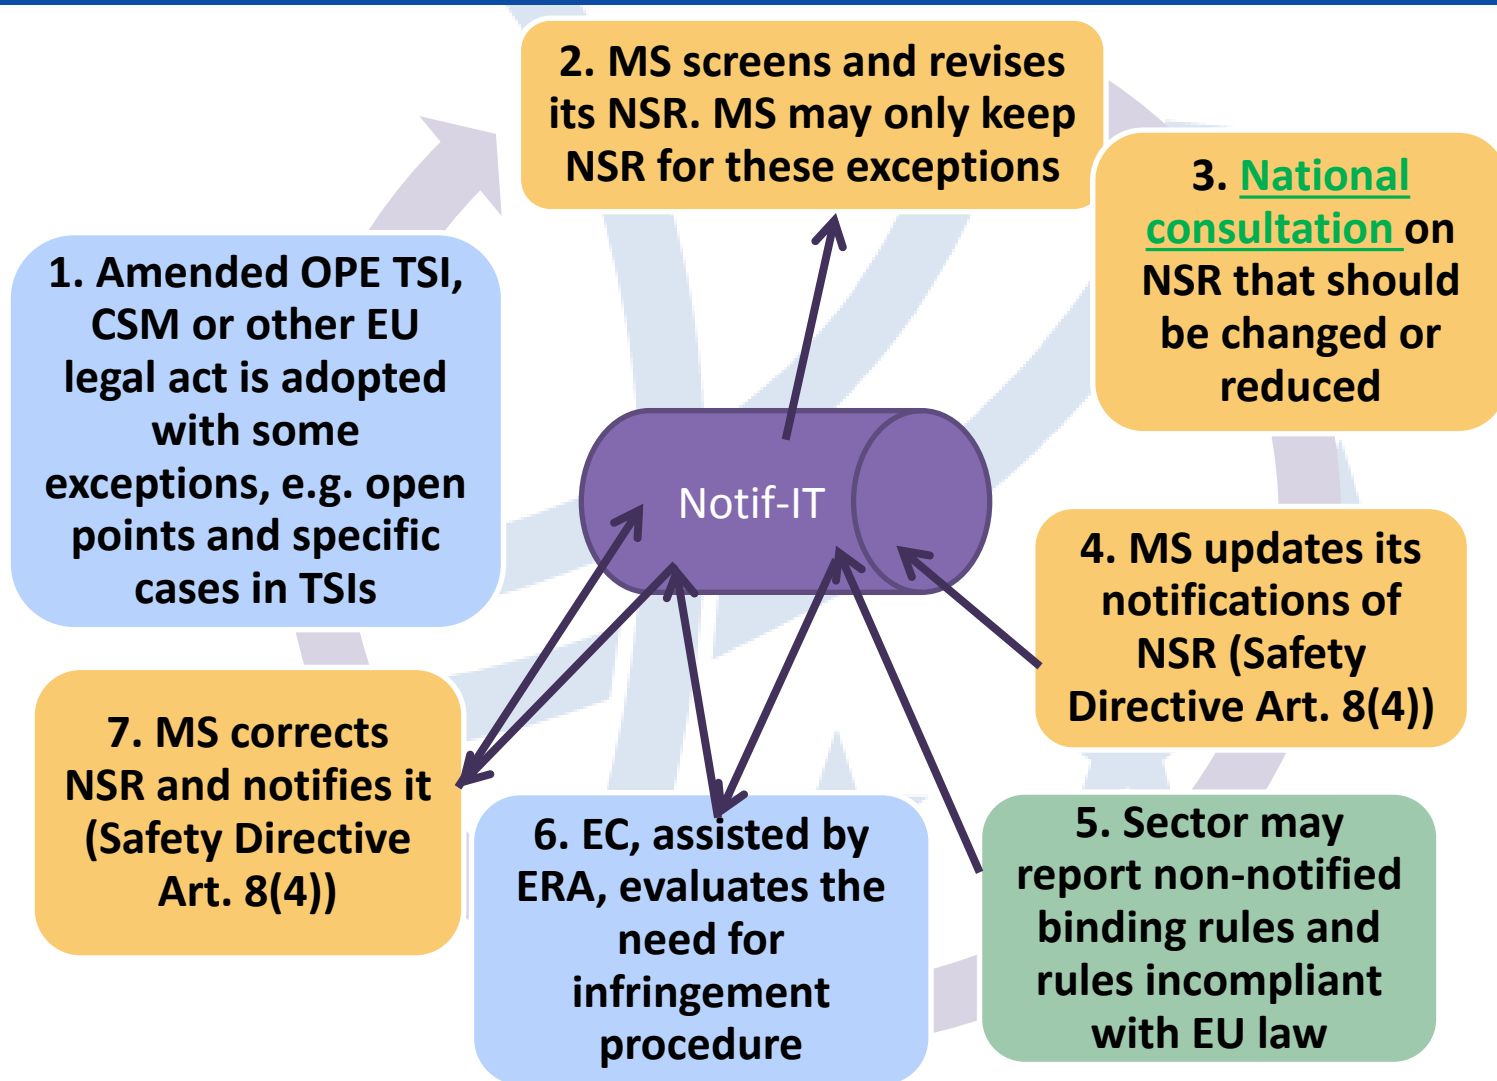 2. MS screens and revises
its NSR. MS may only keep
NSR for these exceptions
3. National
consultation on
NSR that should
be changed or
reduced
1. Amended OPE TSI,
CSM or other EU
legal act is adopted
with some
exceptions, e.g. open
points and specific
cases in TSIs
Notif-IT
4. MS updates its
notifications of
NSR (Safety
Directive Art. 8(4))
7. MS corrects
NSR and notifies it
(Safety Directive
Art. 8(4))
6. EC, assisted by
ERA, evaluates the
need for
infringement
procedure
5. Sector may
report non-notified
binding rules and
rules incompliant
with EU law